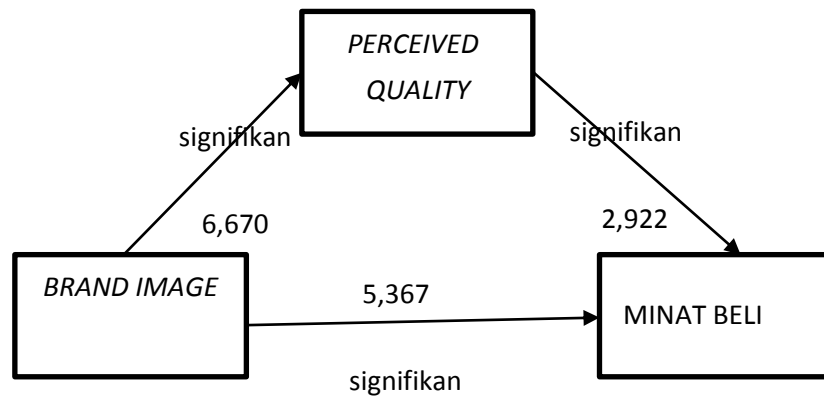 PERCEIVED
QUALITY
signifikan
signifikan
6,670
2,922
BRAND IMAGE
5,367
MINAT BELI
signifikan